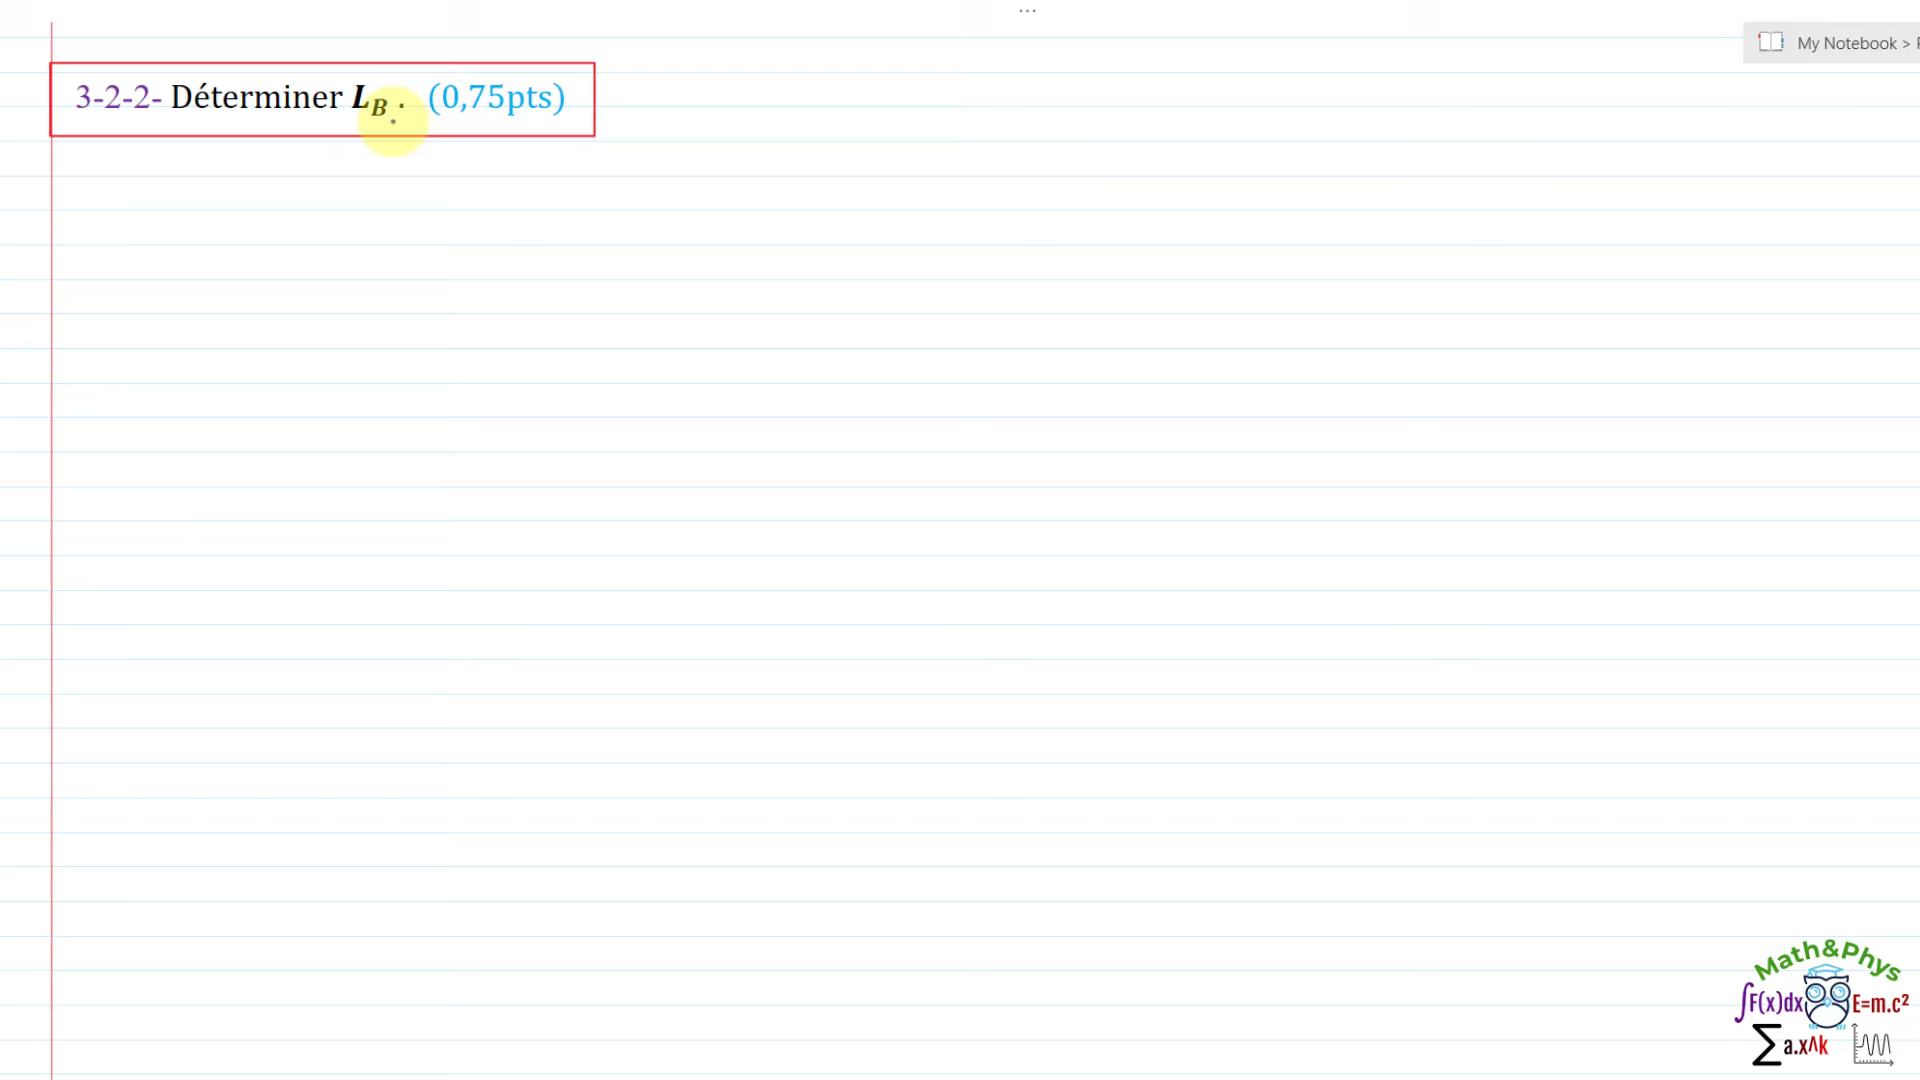 ...
My Notebook >
3-2-2- Déterminer L_B. (0,75pts)
Math&Phys
∫F(x)dx E=m.c²
∑ a.x^k